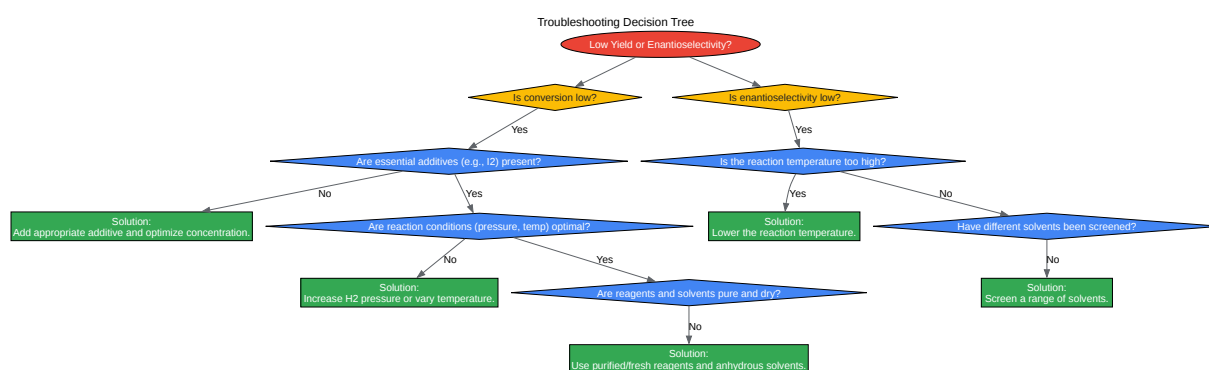 Troubleshooting Decision Tree
Low Yield or Enantioselectivity?
Is conversion low?
Is enantioselectivity low?
Yes
Yes
Are essential additives (e.g., I2) present?
Is the reaction temperature too high?
No
Yes
Yes
No
Solution:
Add appropriate additive and optimize concentration.
Are reaction conditions (pressure, temp) optimal?
Solution:
Lower the reaction temperature.
Have different solvents been screened?
No
Yes
No
Solution:
Increase H2 pressure or vary temperature.
Are reagents and solvents pure and dry?
Solution:
Screen a range of solvents.
No
Solution:
Use purified/fresh reagents and anhydrous solvents.